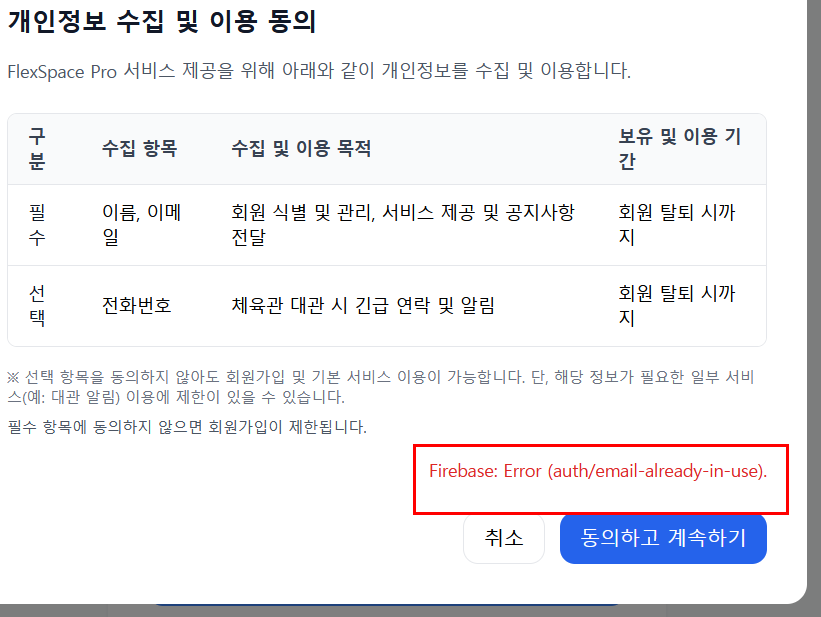 개인정보 수집 및 이용 동의
FlexSpace Pro 서비스 제공을 위해 아래와 같이 개인정보를 수집 및 이용합니다.
구분 수집 항목 수집 및 이용 목적 보유 및 이용 기간
필수 이름, 이메일 회원 식별 및 관리, 서비스 제공 및 공지사항 전달 회원 탈퇴 시까지
선택 전화번호 체육관 대관 시 긴급 연락 및 알림 회원 탈퇴 시까지
※ 선택 항목을 동의하지 않아도 회원가입 및 기본 서비스 이용이 가능합니다. 단, 해당 정보가 필요한 일부 서비
스(예: 대관 알림) 이용에 제한이 있을 수 있습니다.
필수 항목에 동의하지 않으면 회원가입이 제한됩니다.
Firebase: Error (auth/email-already-in-use).
취소 동의하고 계속하기